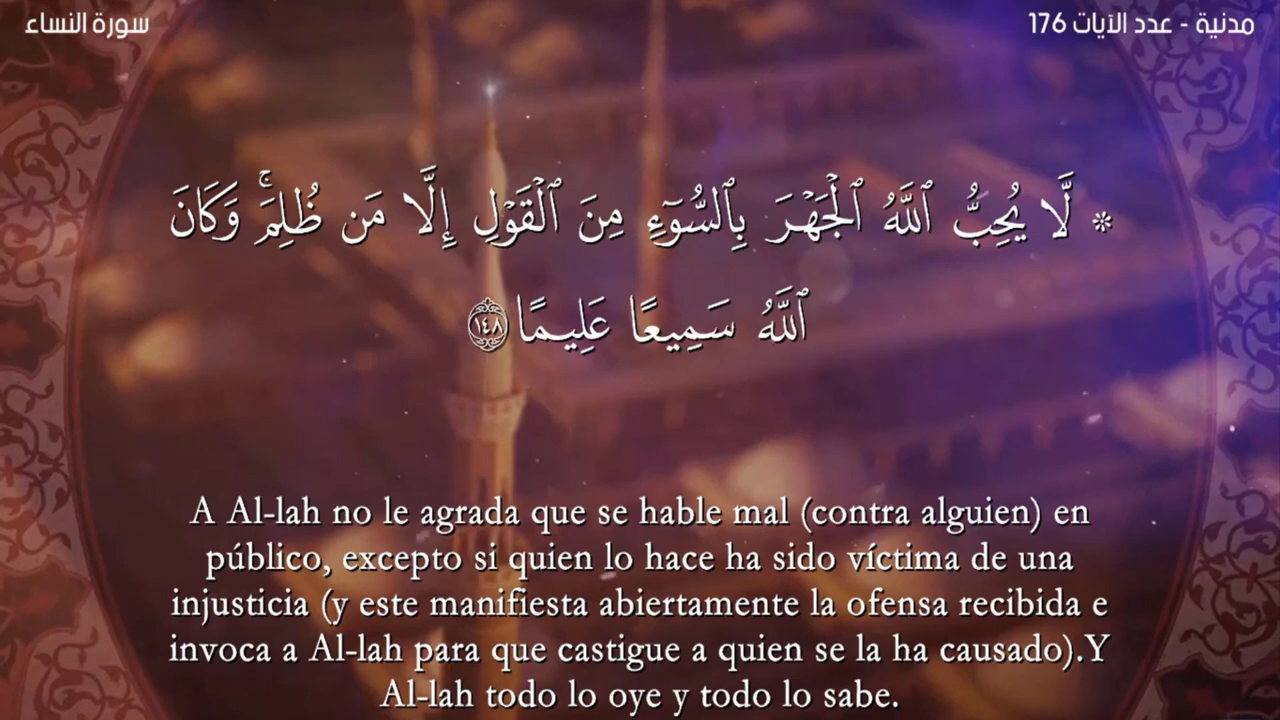 مدنية - عدد الآيات 176
سورة النساء
* لَّا يُحِبُّ ٱللَّهُ ٱلْجَهْرَ بِٱلسُّوٓءِ مِنَ ٱلْقَوْلِ إِلَّا مَن ظُلِمَۚ وَكَانَ
ٱللَّهُ سَمِيعًا عَلِيمًا ١٤٨
A Al-lah no le agrada que se hable mal (contra alguien) en
público, excepto si quien lo hace ha sido víctima de una
injusticia (y este manifiesta abiertamente la ofensa recibida e
invoca a Al-lah para que castigue a quien se la ha causado).Y
Al-lah todo lo oye y todo lo sabe.